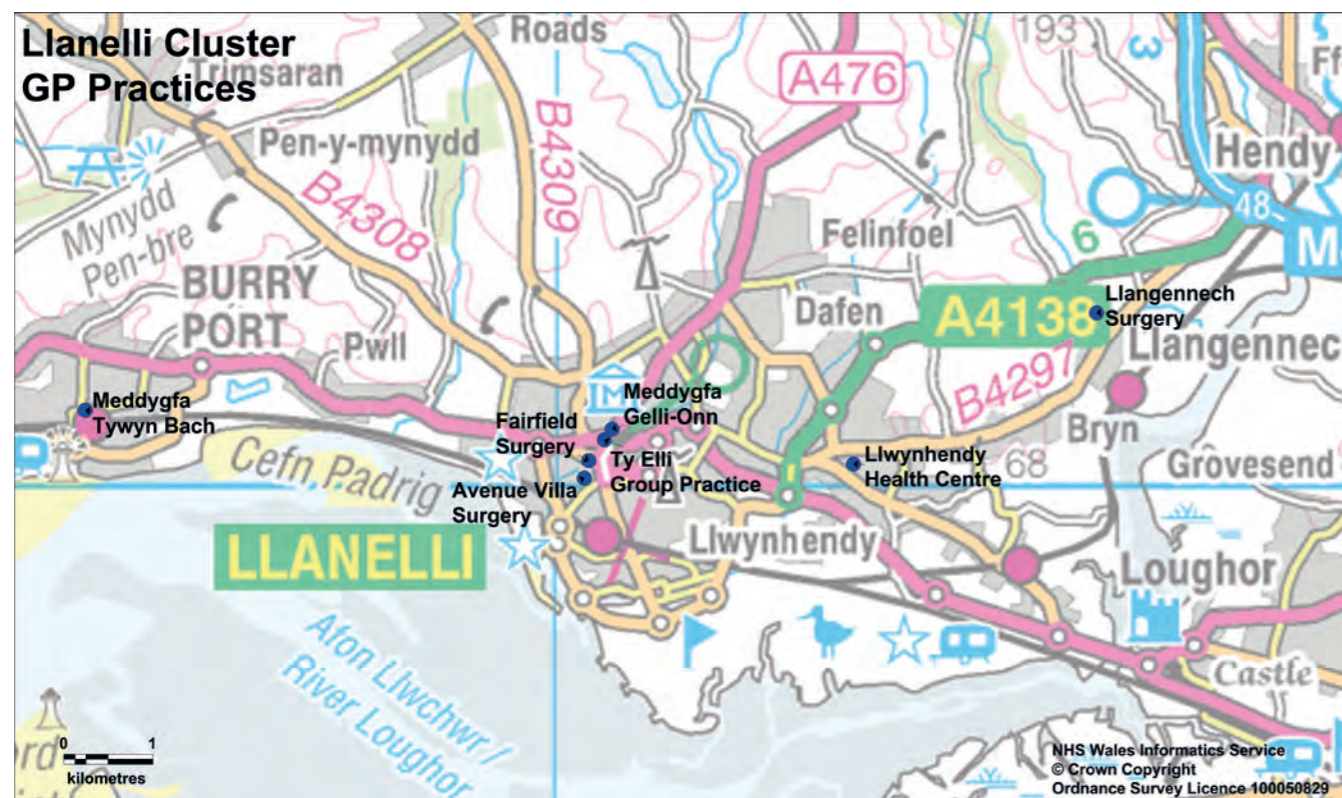 Llanelli Cluster
GP Practices
Roads
193
3
Trimsaran
A476
Pen-y-mynydd
B4309
Hendy
B4308
48
Mynydd
Pen-bre
Felinfoel
6
M
BURRY
PORT
Dafen
A4138
Llangennech
Surgery
Pwll
Llangennec
B4297
Meddygfa
Tywyn Bach
Meddygfa
Gelli-Onn
Fairfield
Surgery
Bryn
Cefn Padrig
Ty Elli
Group Practice
Llwynhendy
Health Centre
68
Grovesend
Avenue Villa
Surgery
LLANELLI
Llwynhendy
Loughor
Afon Llwchwr /
River Loughor
Castle
0 1
kilometres
NHS Wales Informatics Service
© Crown Copyright
Ordnance Survey Licence 100050829